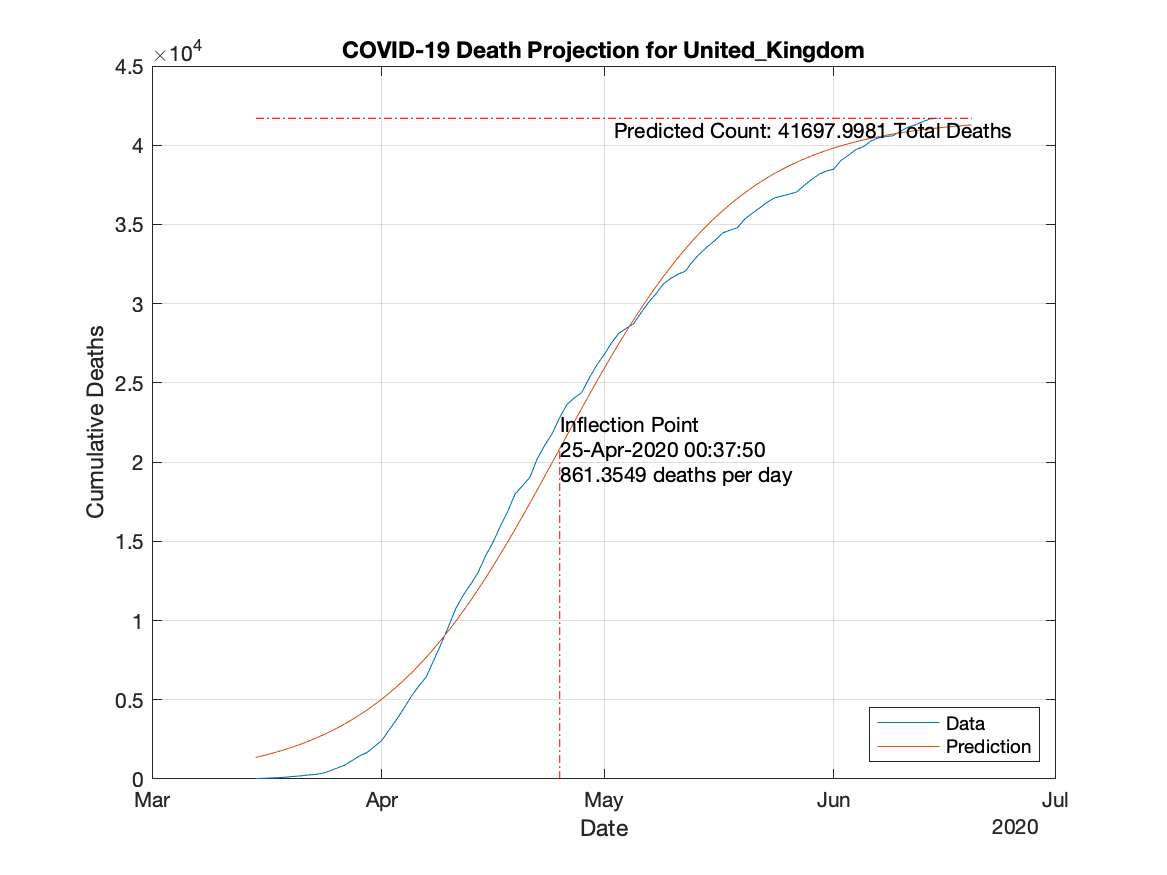 COVID-19 Death Projection for United_Kingdom
×10⁴
4.5
4
3.5
3
2.5
2
1.5
1
0.5
0
Cumulative Deaths
Predicted Count: 41697.9981 Total Deaths
Inflection Point
25-Apr-2020 00:37:50
861.3549 deaths per day
Data
Prediction
Mar Apr May Jun Jul
Date
2020